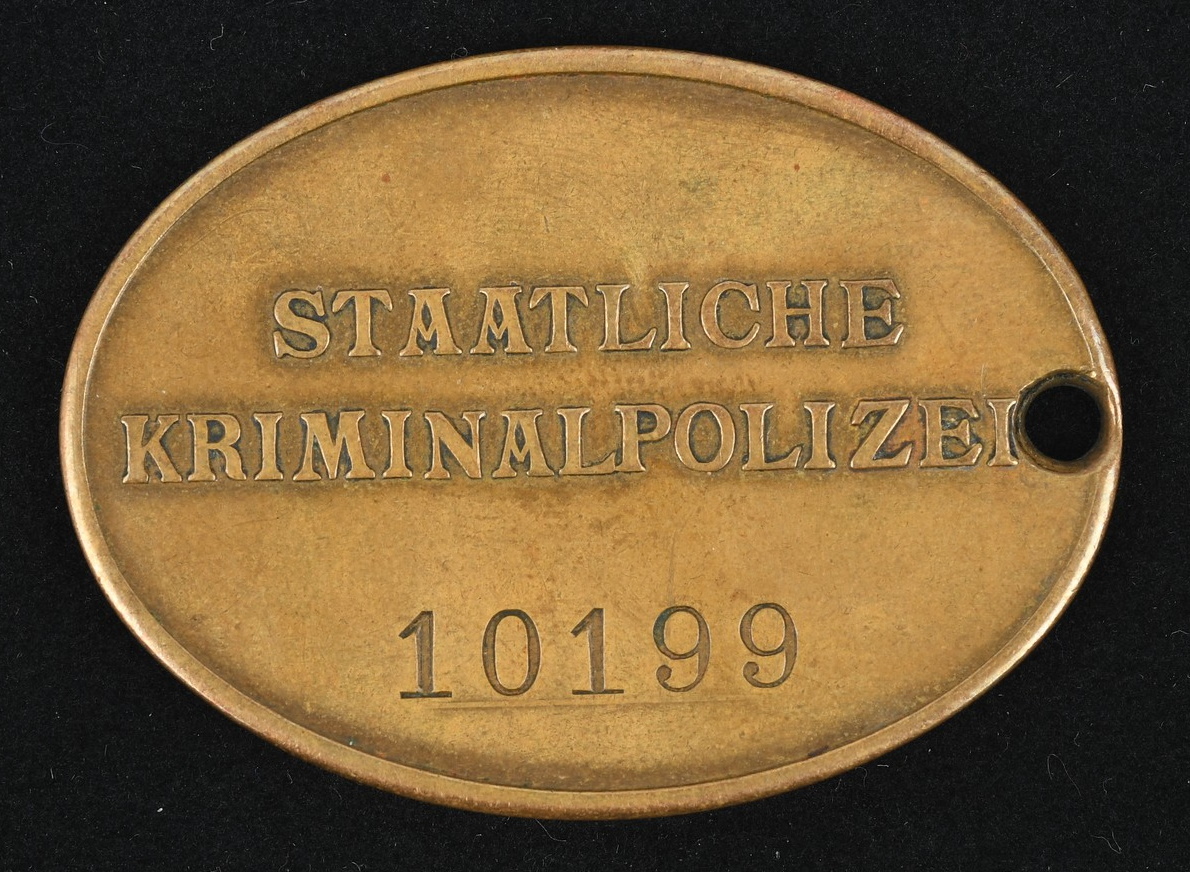 STAATLICHE
KRIMINALPOLIZEI
10199